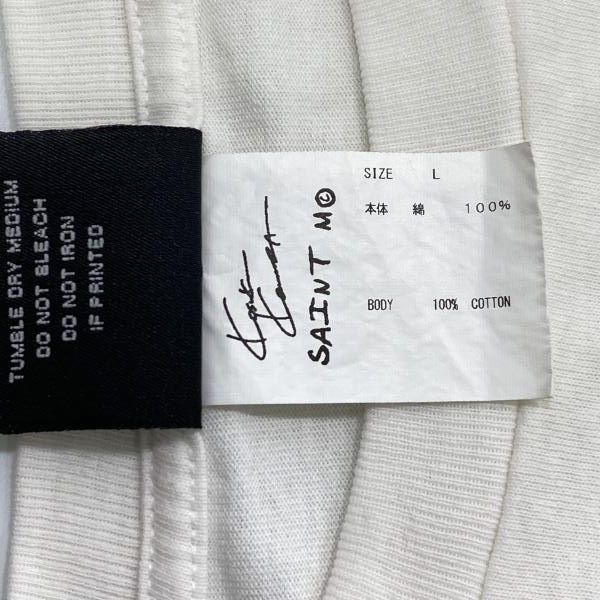 TUMBLE DRY MEDIUM
DO NOT BLEACH
DO NOT IRON
IF PRINTED
SAINT M©
SIZE L
本体 綿 100%
BODY 100% COTTON